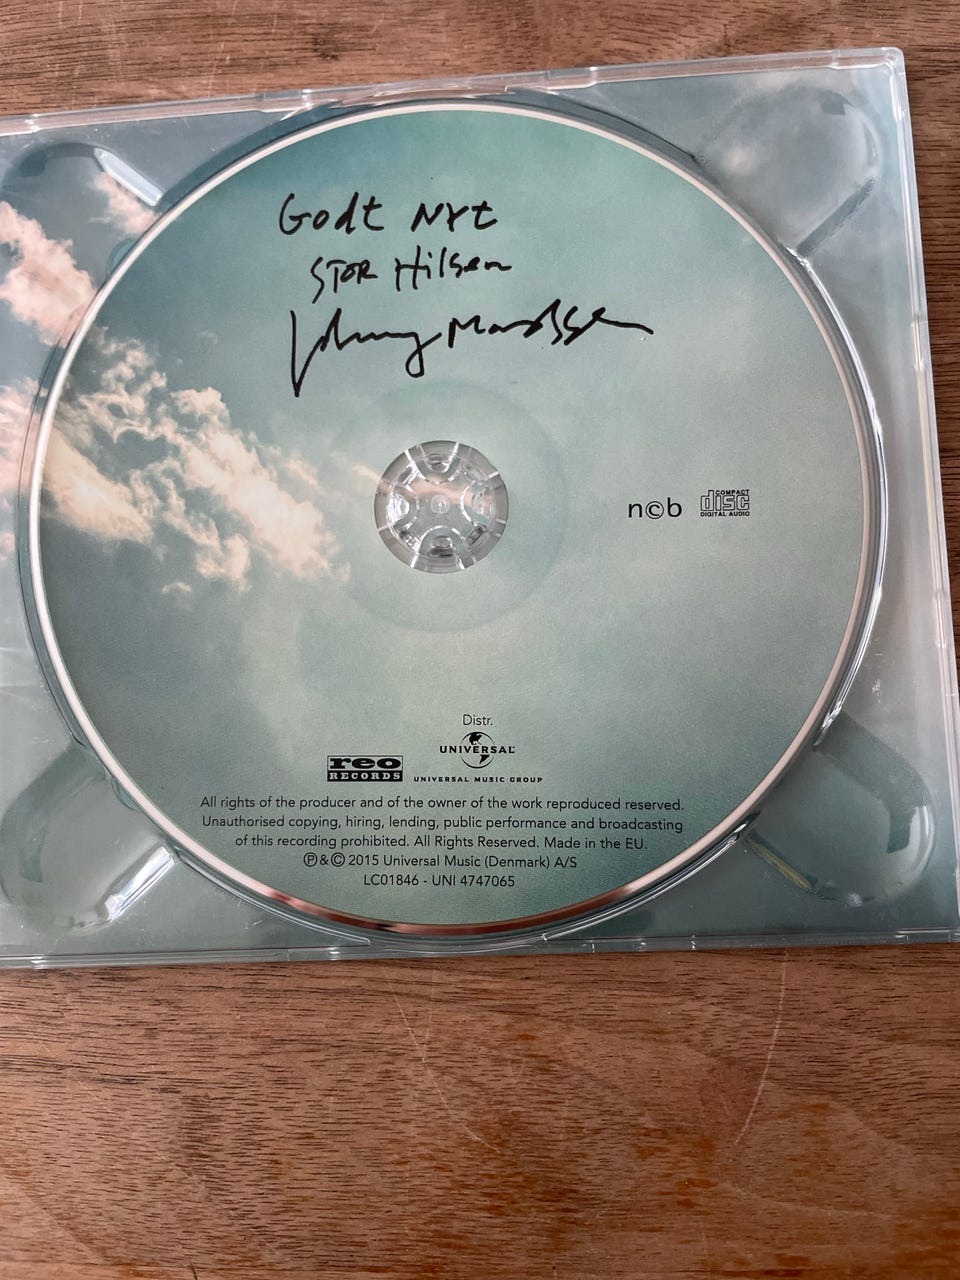 Godt Nyt
STOR Hilsen
Johnny Madsen
n©b
COMPACT
disc
DIGITAL AUDIO
Distr.
UNIVERSAL
reo
RECORDS
UNIVERSAL MUSIC GROUP
All rights of the producer and of the owner of the work reproduced reserved.
Unauthorised copying, hiring, lending, public performance and broadcasting
of this recording prohibited. All Rights Reserved. Made in the EU.
℗&© 2015 Universal Music (Denmark) A/S
LC01846 - UNI 4747065